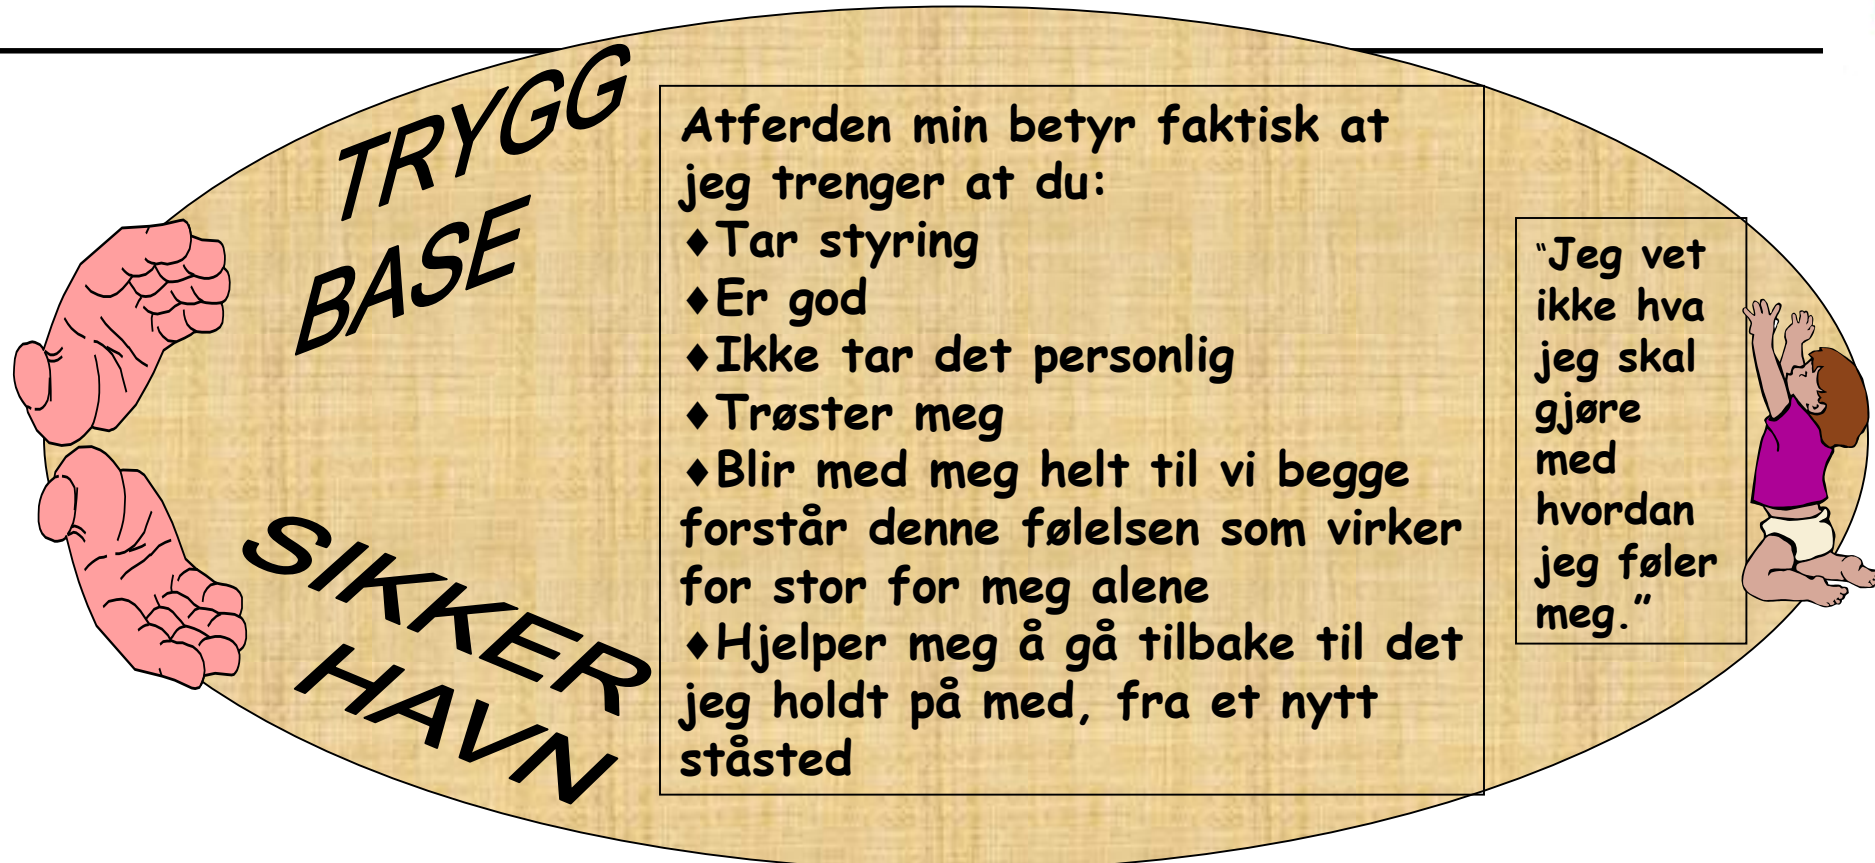 TRYGG
BASE
SIKKER
HAVN
Atferden min betyr faktisk at
jeg trenger at du:
♦Tar styring
♦Er god
♦Ikke tar det personlig
♦Trøster meg
♦Blir med meg helt til vi begge
forstår denne følelsen som virker
for stor for meg alene
♦Hjelper meg å gå tilbake til det
jeg holdt på med, fra et nytt
ståsted
"Jeg vet
ikke hva
jeg skal
gjøre
med
hvordan
jeg føler
meg.”